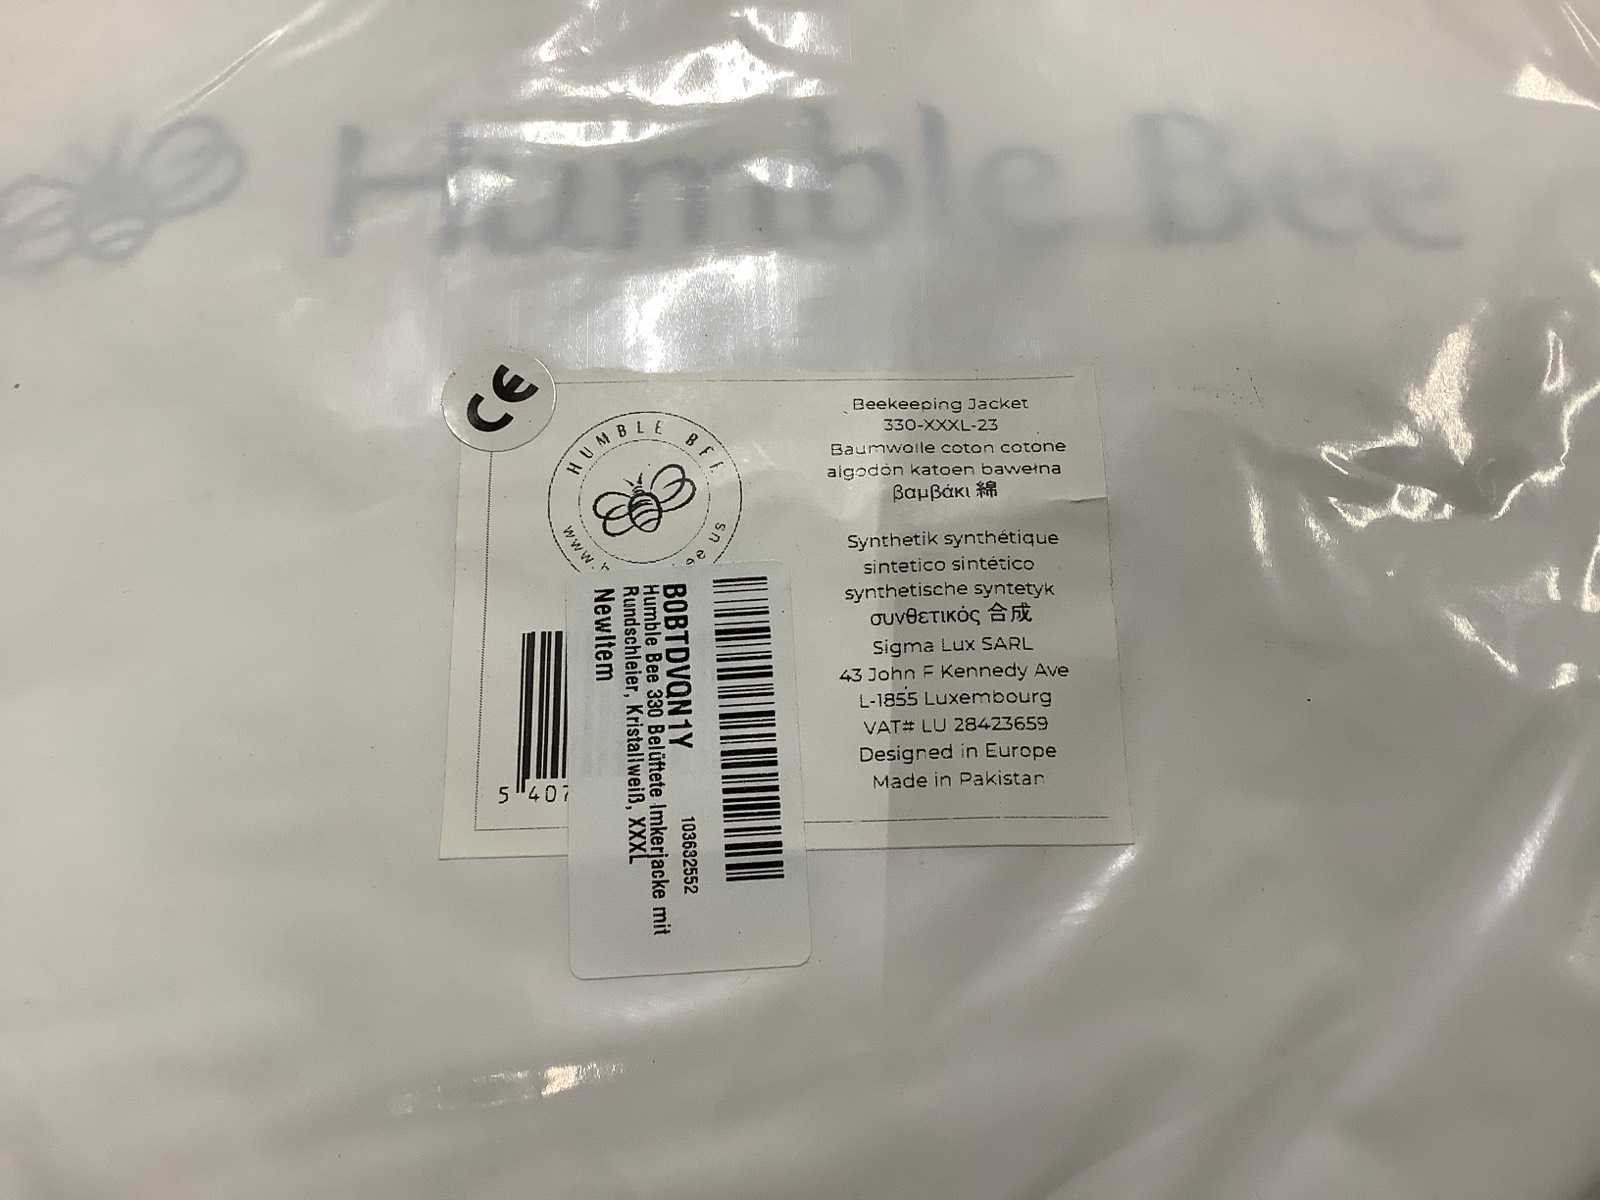 Humble Bee
CE
HUMBLE BEE
Beekeeping Jacket
330-XXXL-23
Baumwolle coton cotone
algodón katoen bawełna
βαμβάκι 綿
Synthetik synthétique
sintetico sintético
synthetische syntetyk
συνθετικός 合成
Sigma Lux SARL
43 John F Kennedy Ave
L-1855 Luxembourg
VAT# LU 28423659
Designed in Europe
Made in Pakistan
5 407
B0BTDVQN1Y
103632552
Humble Bee 330 Belüftete Imkerjacke mit
Rundschleier, Kristallweiß, XXXL
NewItem